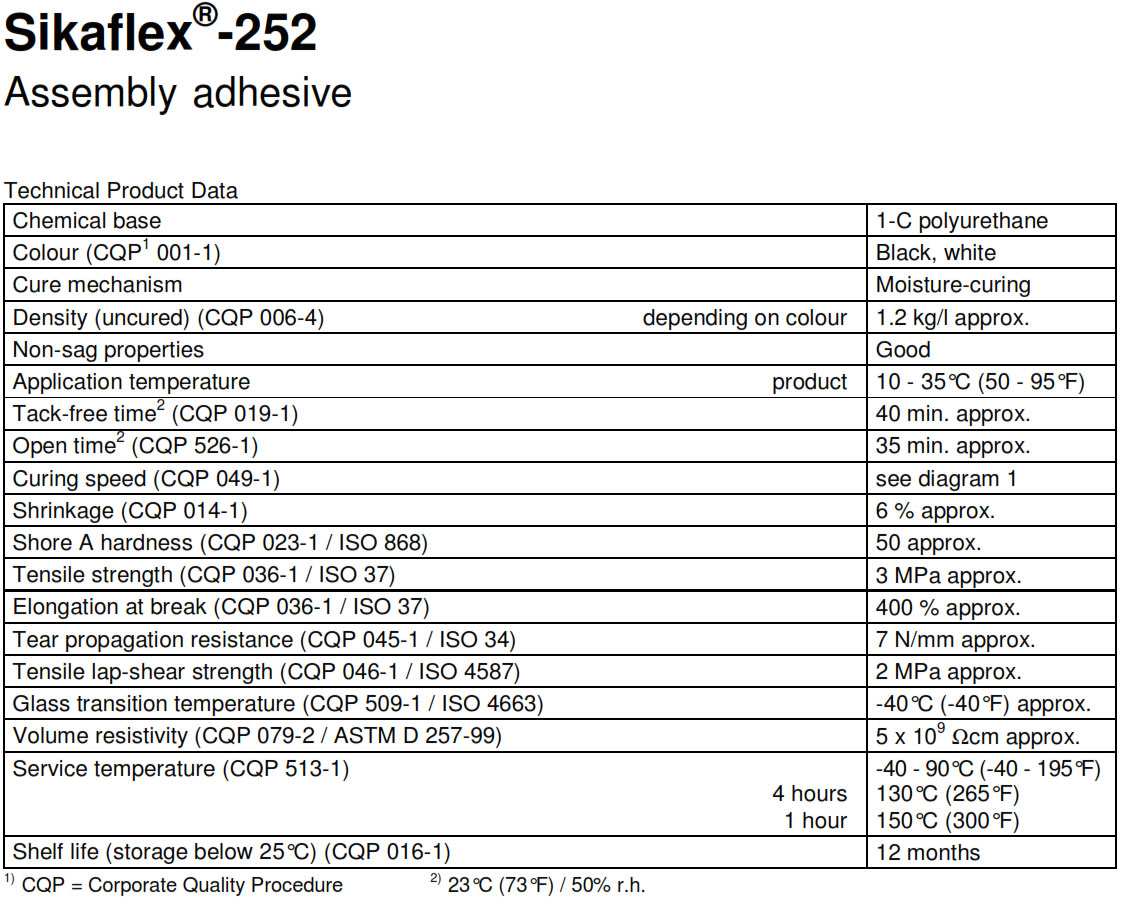 Sikaflex®-252
Assembly adhesive
Technical Product Data
Chemical base 1-C polyurethane
Colour (CQP¹ 001-1) Black, white
Cure mechanism Moisture-curing
Density (uncured) (CQP 006-4) depending on colour 1.2 kg/l approx.
Non-sag properties Good
Application temperature product 10 - 35°C (50 - 95°F)
Tack-free time² (CQP 019-1) 40 min. approx.
Open time² (CQP 526-1) 35 min. approx.
Curing speed (CQP 049-1) see diagram 1
Shrinkage (CQP 014-1) 6 % approx.
Shore A hardness (CQP 023-1 / ISO 868) 50 approx.
Tensile strength (CQP 036-1 / ISO 37) 3 MPa approx.
Elongation at break (CQP 036-1 / ISO 37) 400 % approx.
Tear propagation resistance (CQP 045-1 / ISO 34) 7 N/mm approx.
Tensile lap-shear strength (CQP 046-1 / ISO 4587) 2 MPa approx.
Glass transition temperature (CQP 509-1 / ISO 4663) -40°C (-40°F) approx.
Volume resistivity (CQP 079-2 / ASTM D 257-99) 5 x 10⁹ Ωcm approx.
Service temperature (CQP 513-1) -40 - 90°C (-40 - 195°F)
4 hours 130°C (265°F)
1 hour 150°C (300°F)
Shelf life (storage below 25°C) (CQP 016-1) 12 months
¹⁾ CQP = Corporate Quality Procedure ²⁾ 23°C (73°F) / 50% r.h.